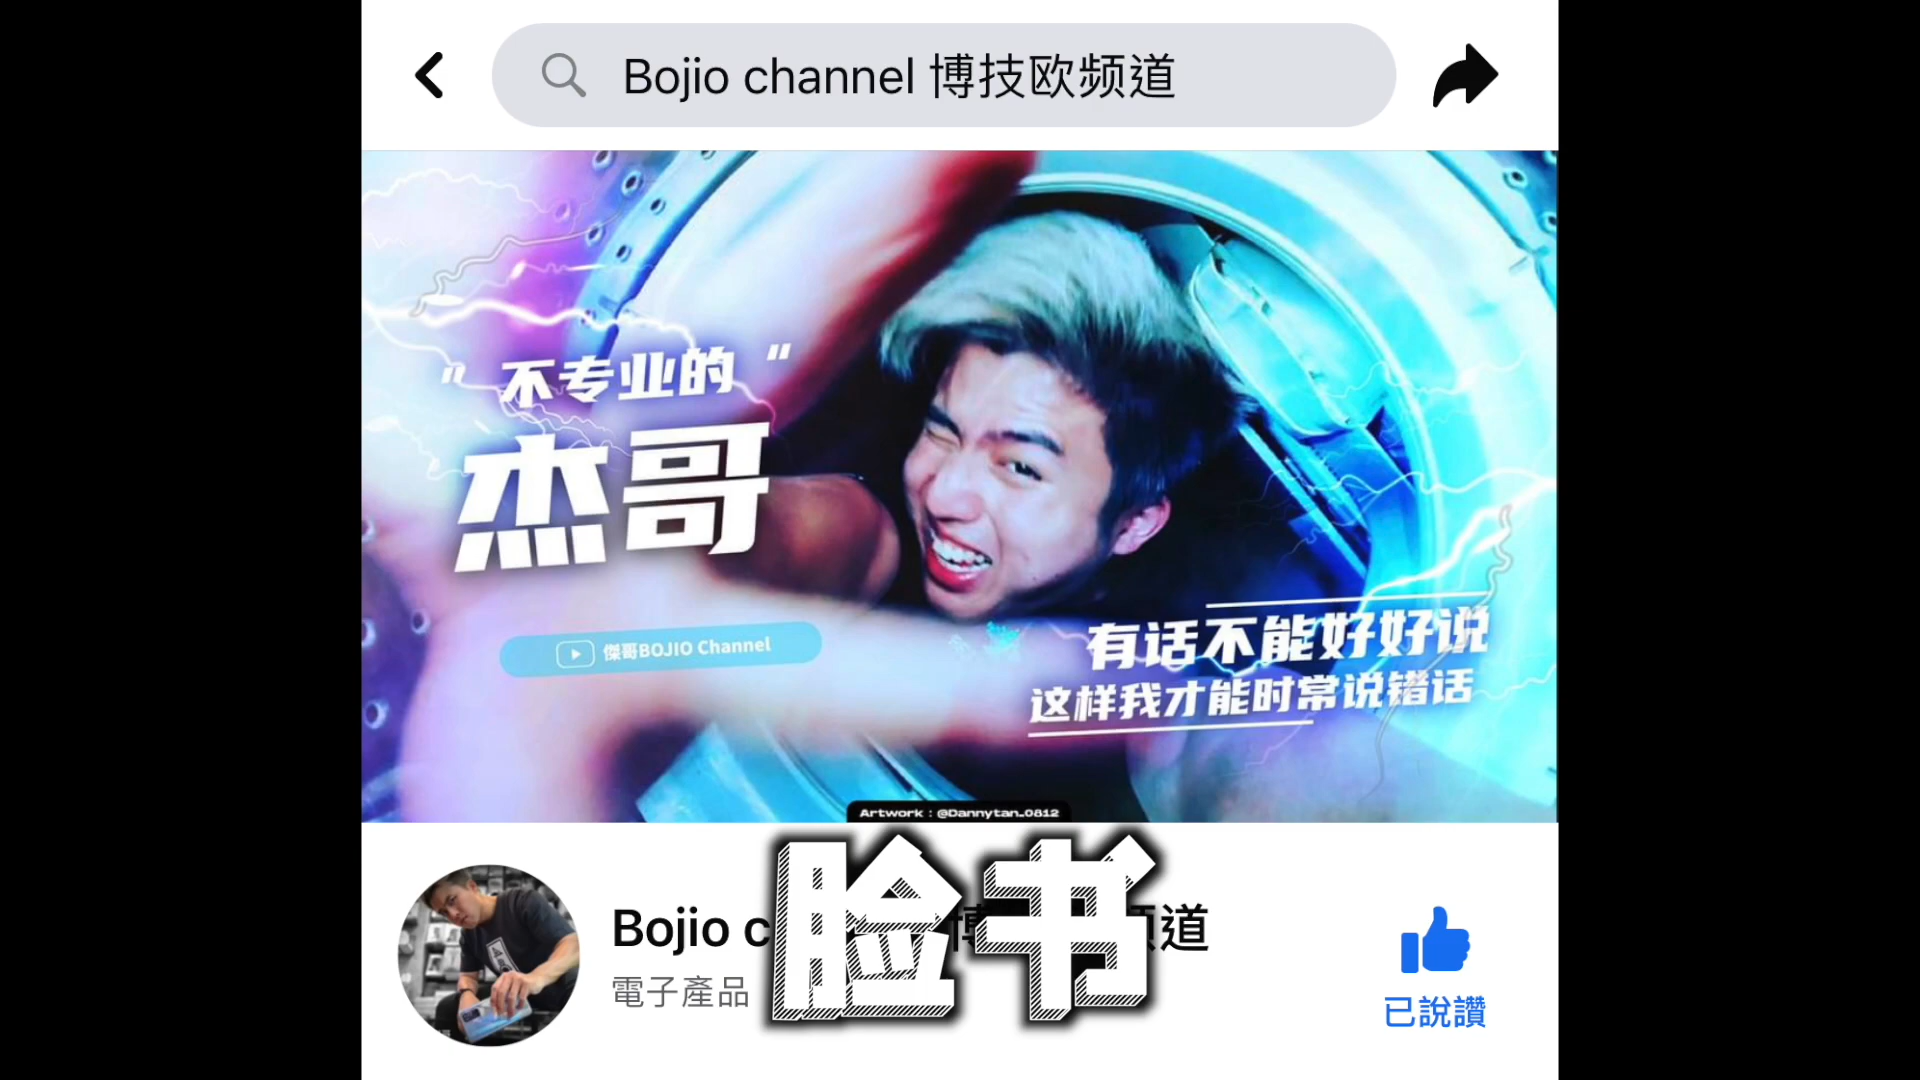 Bojio channel 博技欧频道
" 不专业的 "
杰哥
傑哥BOJIO Channel
有话不能好好说
这样我才能时常说错话
Artwork : @Dannytan_0812
脸书
Bojio c
道
電子產品
已說讚